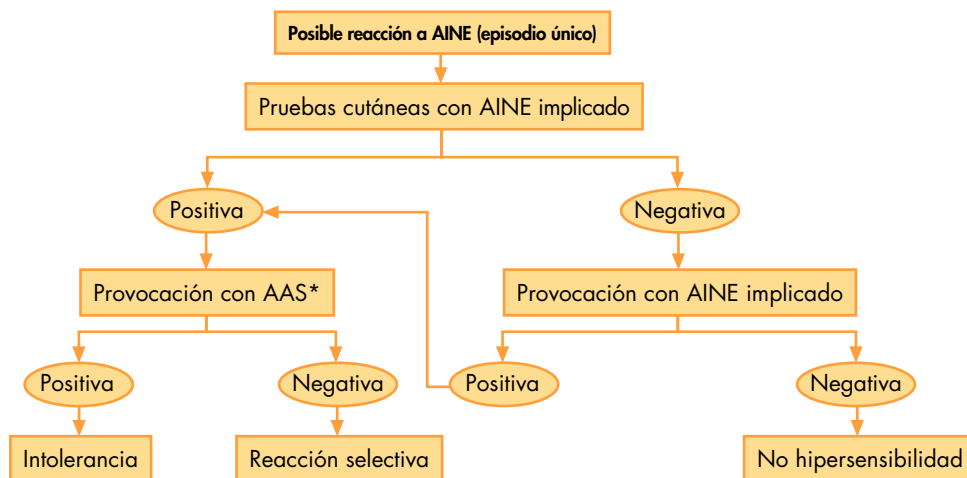 Posible reacción a AINE (episodio único)
Pruebas cutáneas con AINE implicado
Positiva
Negativa
Provocación con AAS*
Provocación con AINE implicado
Positiva
Negativa
Positiva
Negativa
Intolerancia
Reacción selectiva
No hipersensibilidad